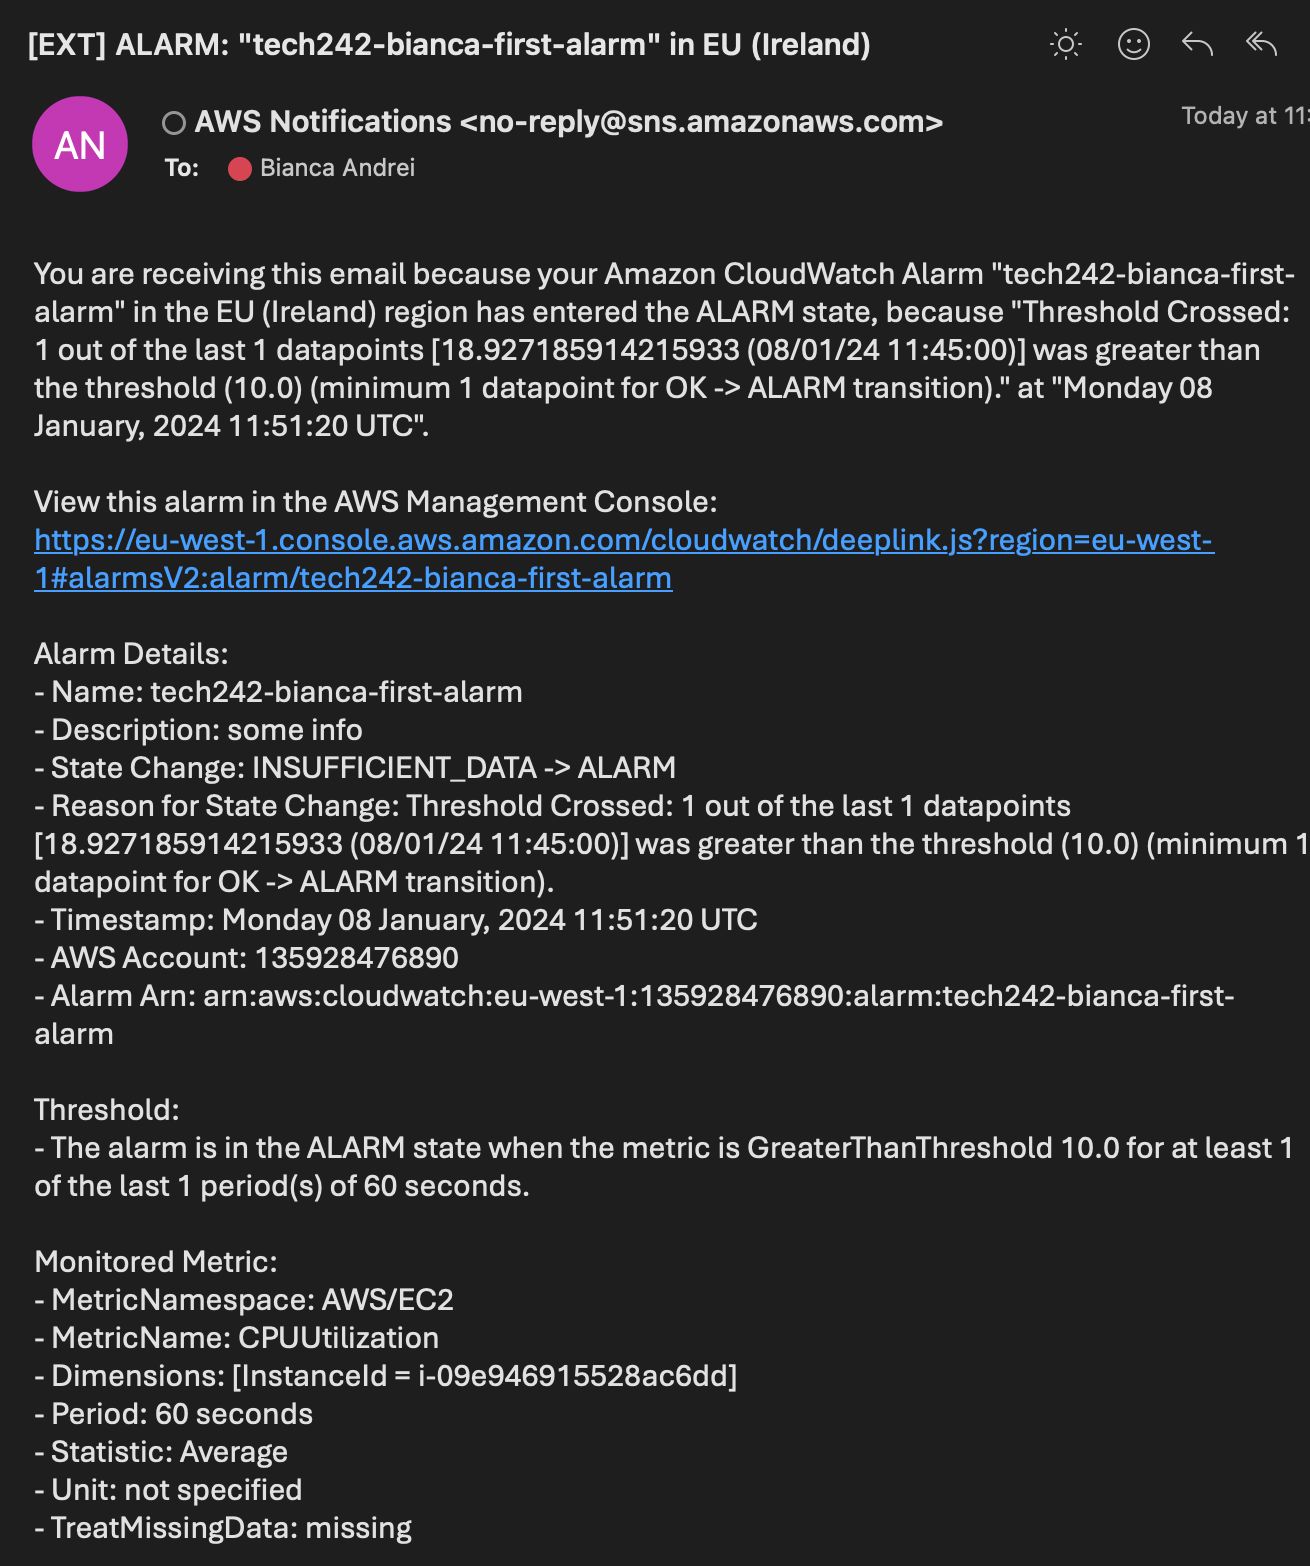 [EXT] ALARM: "tech242-bianca-first-alarm" in EU (Ireland)
AN
AWS Notifications <no-reply@sns.amazonaws.com>
Today at 11:
To: Bianca Andrei
You are receiving this email because your Amazon CloudWatch Alarm "tech242-bianca-first-
alarm" in the EU (Ireland) region has entered the ALARM state, because "Threshold Crossed:
1 out of the last 1 datapoints [18.927185914215933 (08/01/24 11:45:00)] was greater than
the threshold (10.0) (minimum 1 datapoint for OK -> ALARM transition)." at "Monday 08
January, 2024 11:51:20 UTC".
View this alarm in the AWS Management Console:
https://eu-west-1.console.aws.amazon.com/cloudwatch/deeplink.js?region=eu-west-
1#alarmsV2:alarm/tech242-bianca-first-alarm
Alarm Details:
- Name: tech242-bianca-first-alarm
- Description: some info
- State Change: INSUFFICIENT_DATA -> ALARM
- Reason for State Change: Threshold Crossed: 1 out of the last 1 datapoints
[18.927185914215933 (08/01/24 11:45:00)] was greater than the threshold (10.0) (minimum 1
datapoint for OK -> ALARM transition).
- Timestamp: Monday 08 January, 2024 11:51:20 UTC
- AWS Account: 135928476890
- Alarm Arn: arn:aws:cloudwatch:eu-west-1:135928476890:alarm:tech242-bianca-first-
alarm
Threshold:
- The alarm is in the ALARM state when the metric is GreaterThanThreshold 10.0 for at least 1
of the last 1 period(s) of 60 seconds.
Monitored Metric:
- MetricNamespace: AWS/EC2
- MetricName: CPUUtilization
- Dimensions: [InstanceId = i-09e946915528ac6dd]
- Period: 60 seconds
- Statistic: Average
- Unit: not specified
- TreatMissingData: missing